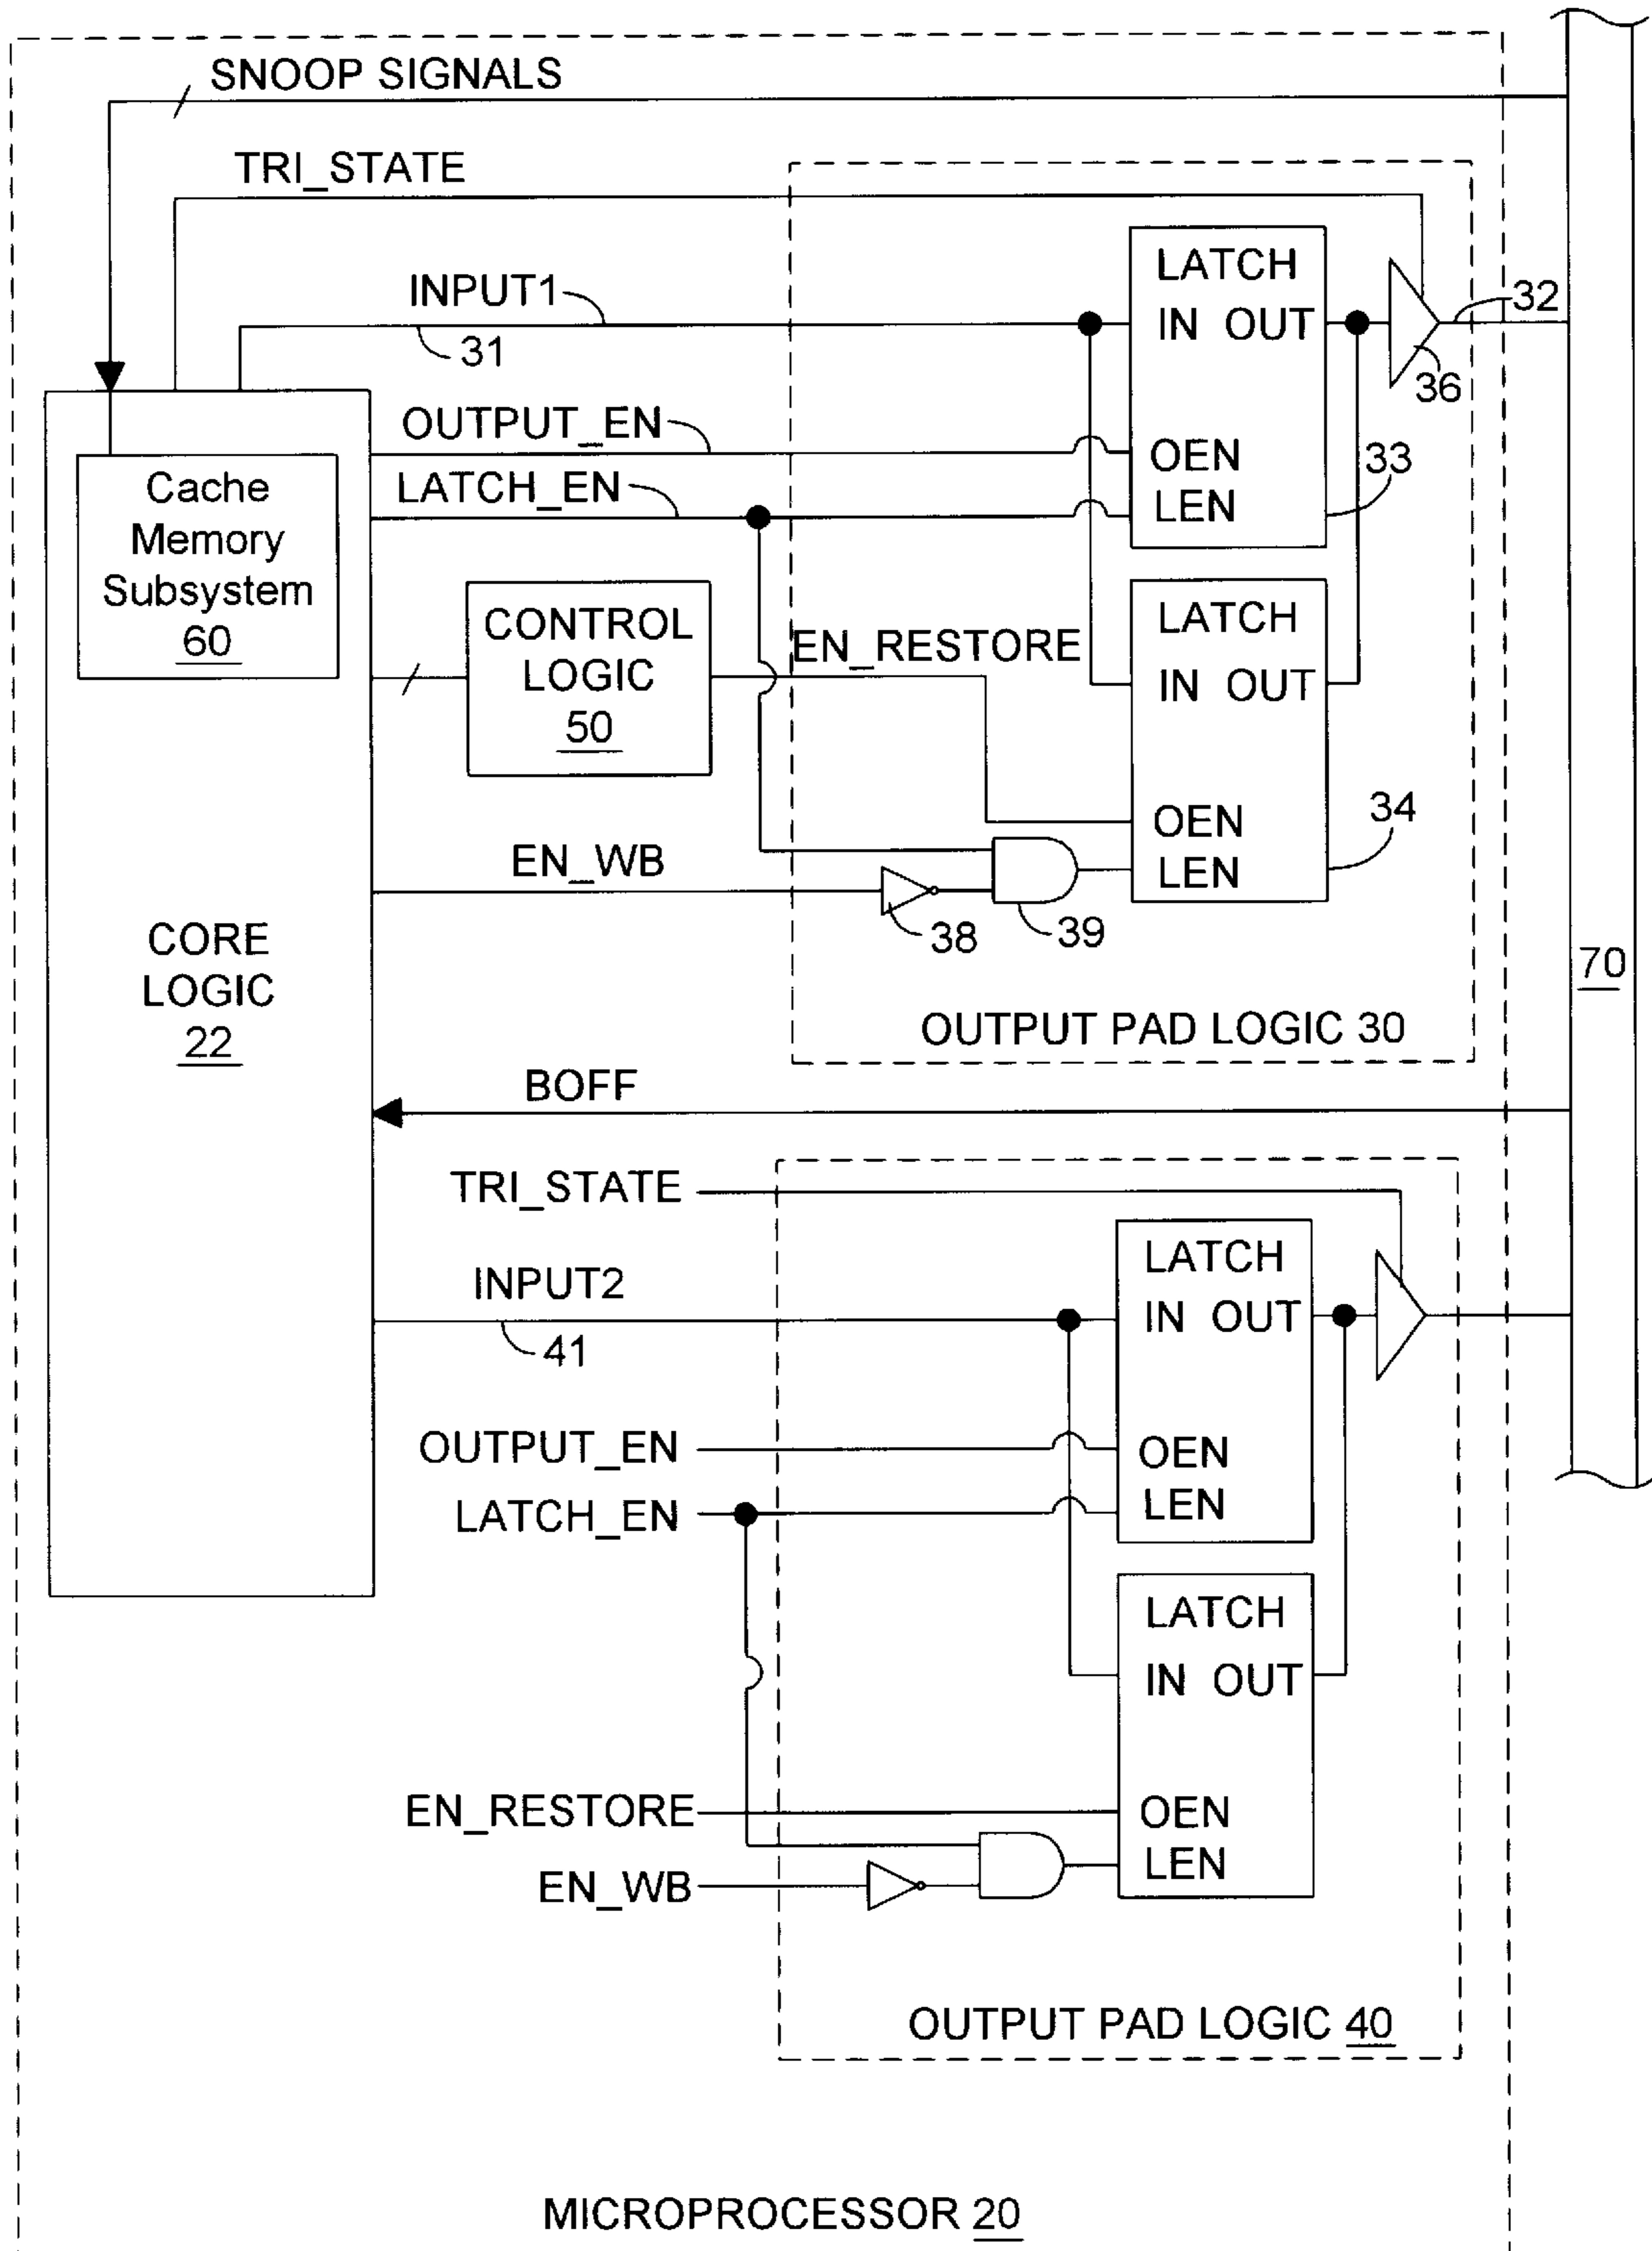 SNOOP SIGNALS
TRI_STATE
INPUT1
31
LATCH
IN OUT
OEN
LEN
32
36
33
OUTPUT_EN
LATCH_EN
Cache
Memory
Subsystem
60
CONTROL
LOGIC
50
EN_RESTORE
LATCH
IN OUT
OEN
LEN
34
EN_WB
38
39
CORE
LOGIC
22
70
OUTPUT PAD LOGIC 30
BOFF
TRI_STATE
INPUT2
41
LATCH
IN OUT
OEN
LEN
OUTPUT_EN
LATCH_EN
LATCH
IN OUT
OEN
LEN
EN_RESTORE
EN_WB
OUTPUT PAD LOGIC 40
MICROPROCESSOR 20